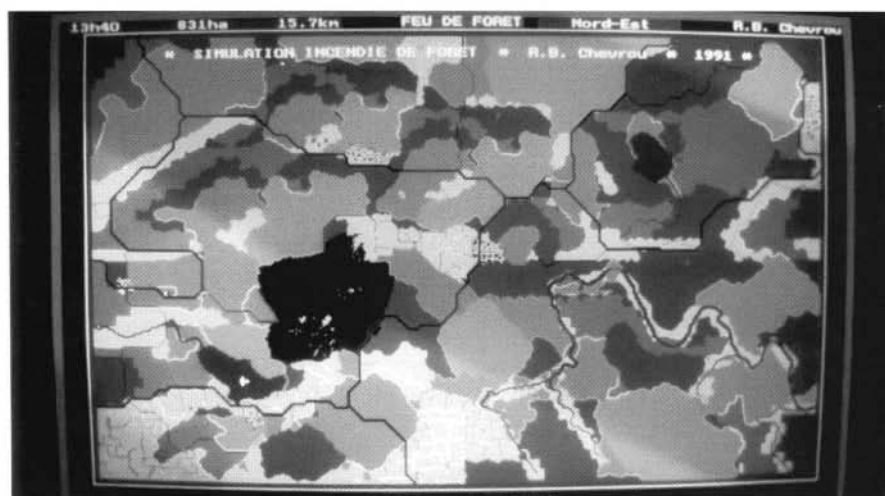 13h40 831ha 15.7km FEU DE FORET Nord-Est R.B. Chevrou
* SIMULATION INCENDIE DE FORET * R.B. Chevrou * 1991 *